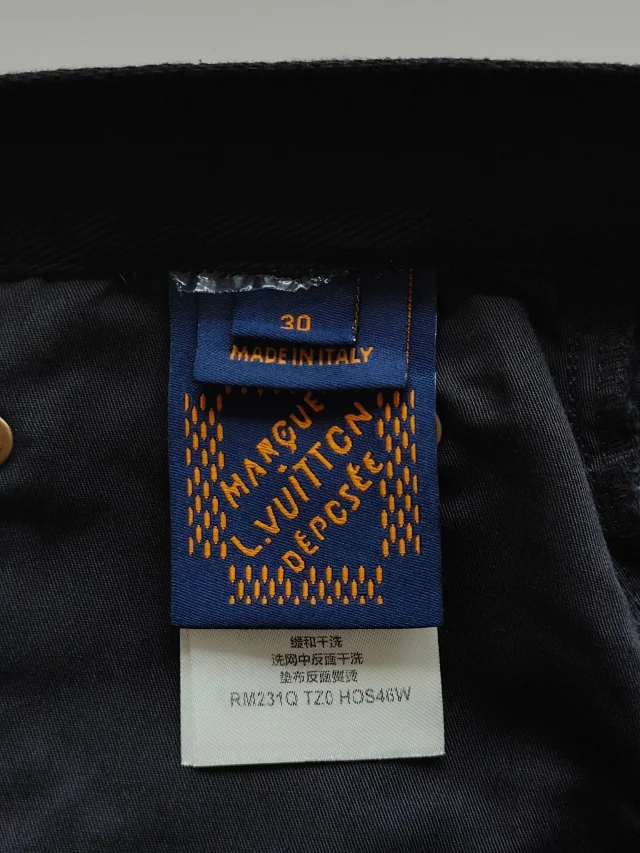 30
MADE IN ITALY
MARQUE
L.VUITTON
DÉPOSÉE
缓和干洗
洗网中反面干洗
垫布反面熨烫
RM231Q TZ0 HOS46W